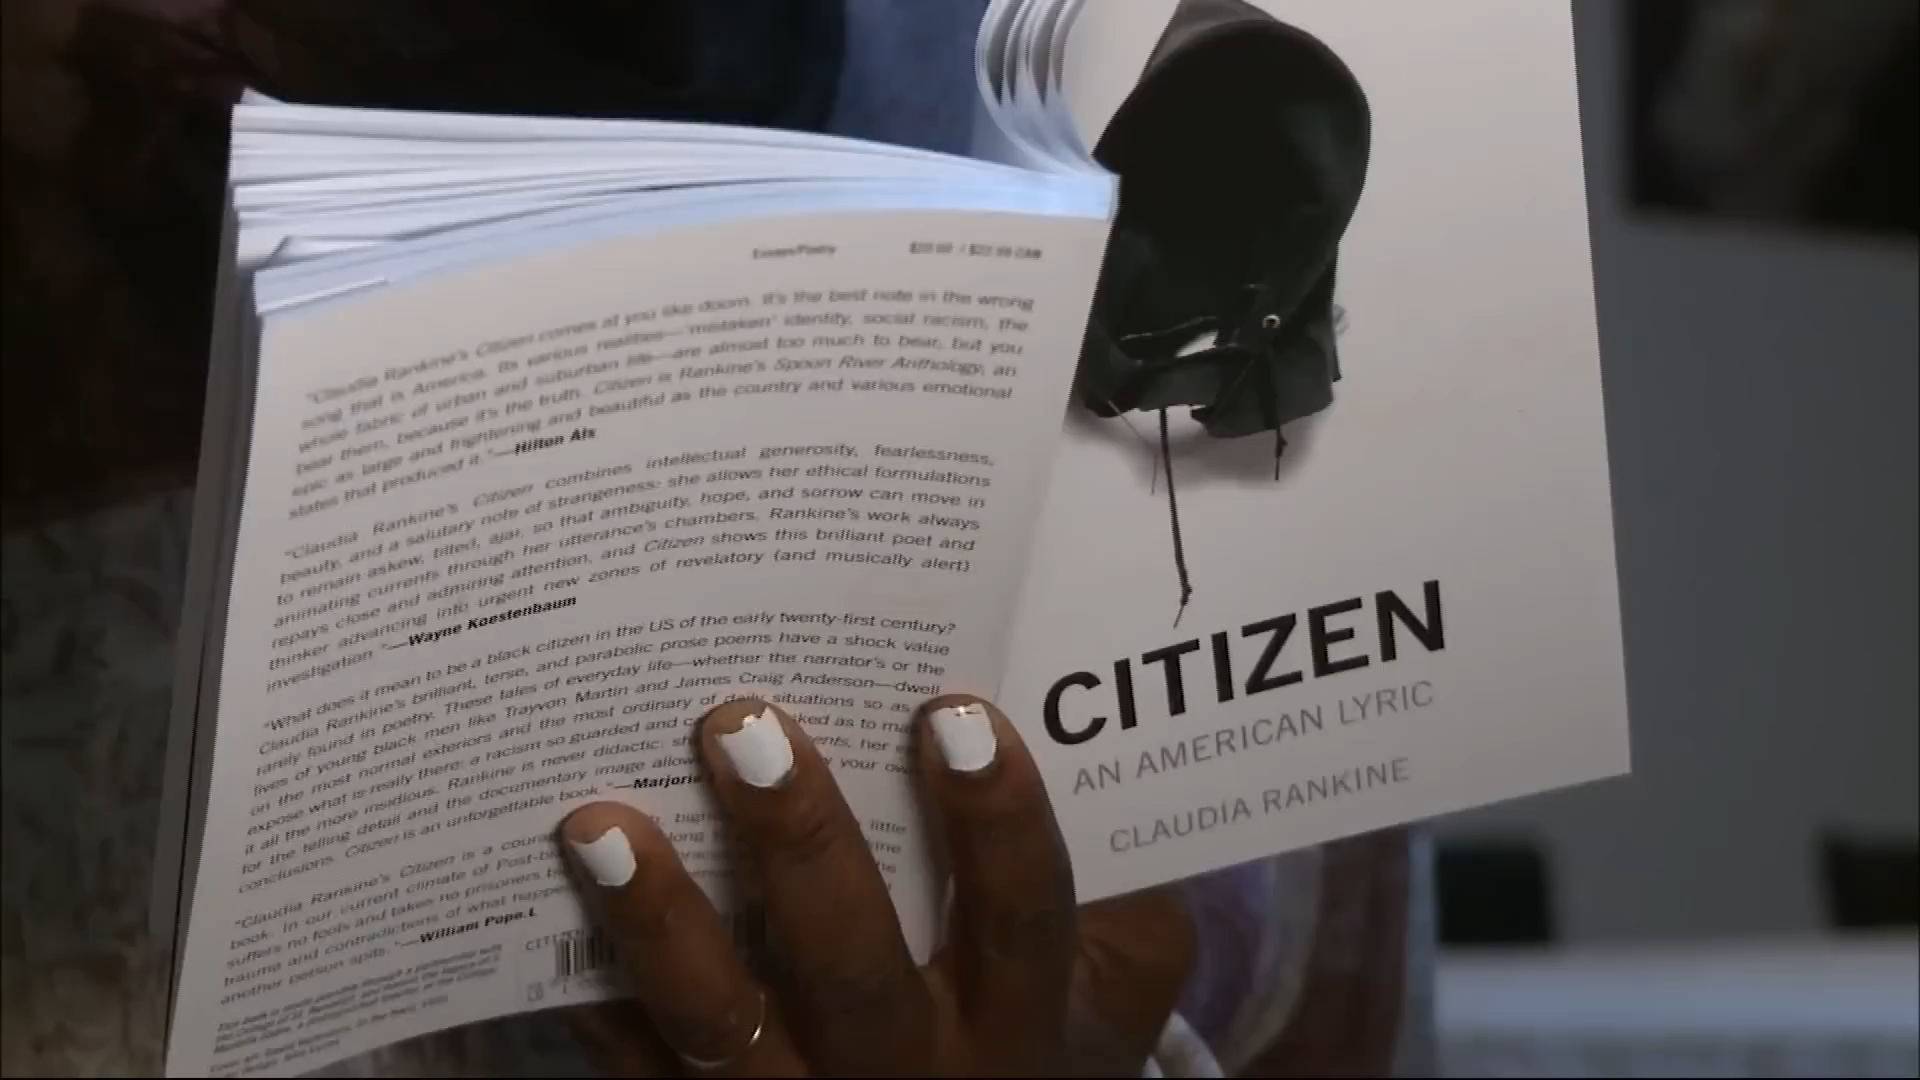 Essays/Poetry
"Claudia Rankine's Citizen comes at you like doom. It's the best note in the wrong
song that is America. Its various realities—'mistaken' identity, social racism, the
whole fabric of urban and suburban life—are almost too much to bear, but you
bear them, because it's the truth. Citizen is Rankine's Spoon River Anthology, an
epic as large and frightening and beautiful as the country and various emotional
states that produced it."—Hilton Als
"Claudia Rankine's Citizen combines intellectual generosity, fearlessness,
beauty, and a salutary note of strangeness: she allows her ethical formulations
to remain askew, tilted, ajar, so that ambiguity, hope, and sorrow can move in
animating currents through her utterance's chambers. Rankine's work always
repays close and admiring attention, and Citizen shows this brilliant poet and
thinker advancing into urgent new zones of revelatory (and musically alert)
investigation."—Wayne Koestenbaum
"What does it mean to be a black citizen in the US of the early twenty-first century?
Claudia Rankine's brilliant, terse, and parabolic prose poems have a shock value
rarely found in poetry. These tales of everyday life—whether the narrator's or the
lives of young black men like Trayvon Martin and James Craig Anderson—dwell
on the most normal exteriors and the most ordinary of daily situations so as
expose what is really there: a racism so guarded and
it all the more insidious. Rankine is never didactic: her
for the telling detail and the documentary image your own
conclusions. Citizen is an unforgettable book."—Marjorie
"Claudia Rankine's Citizen is a little
book. In our current climate of
suffers no fools and takes no prisoners
trauma and contradictions of what
another person spits."—William Pope.L
CITIZEN
AN AMERICAN LYRIC
CLAUDIA RANKINE